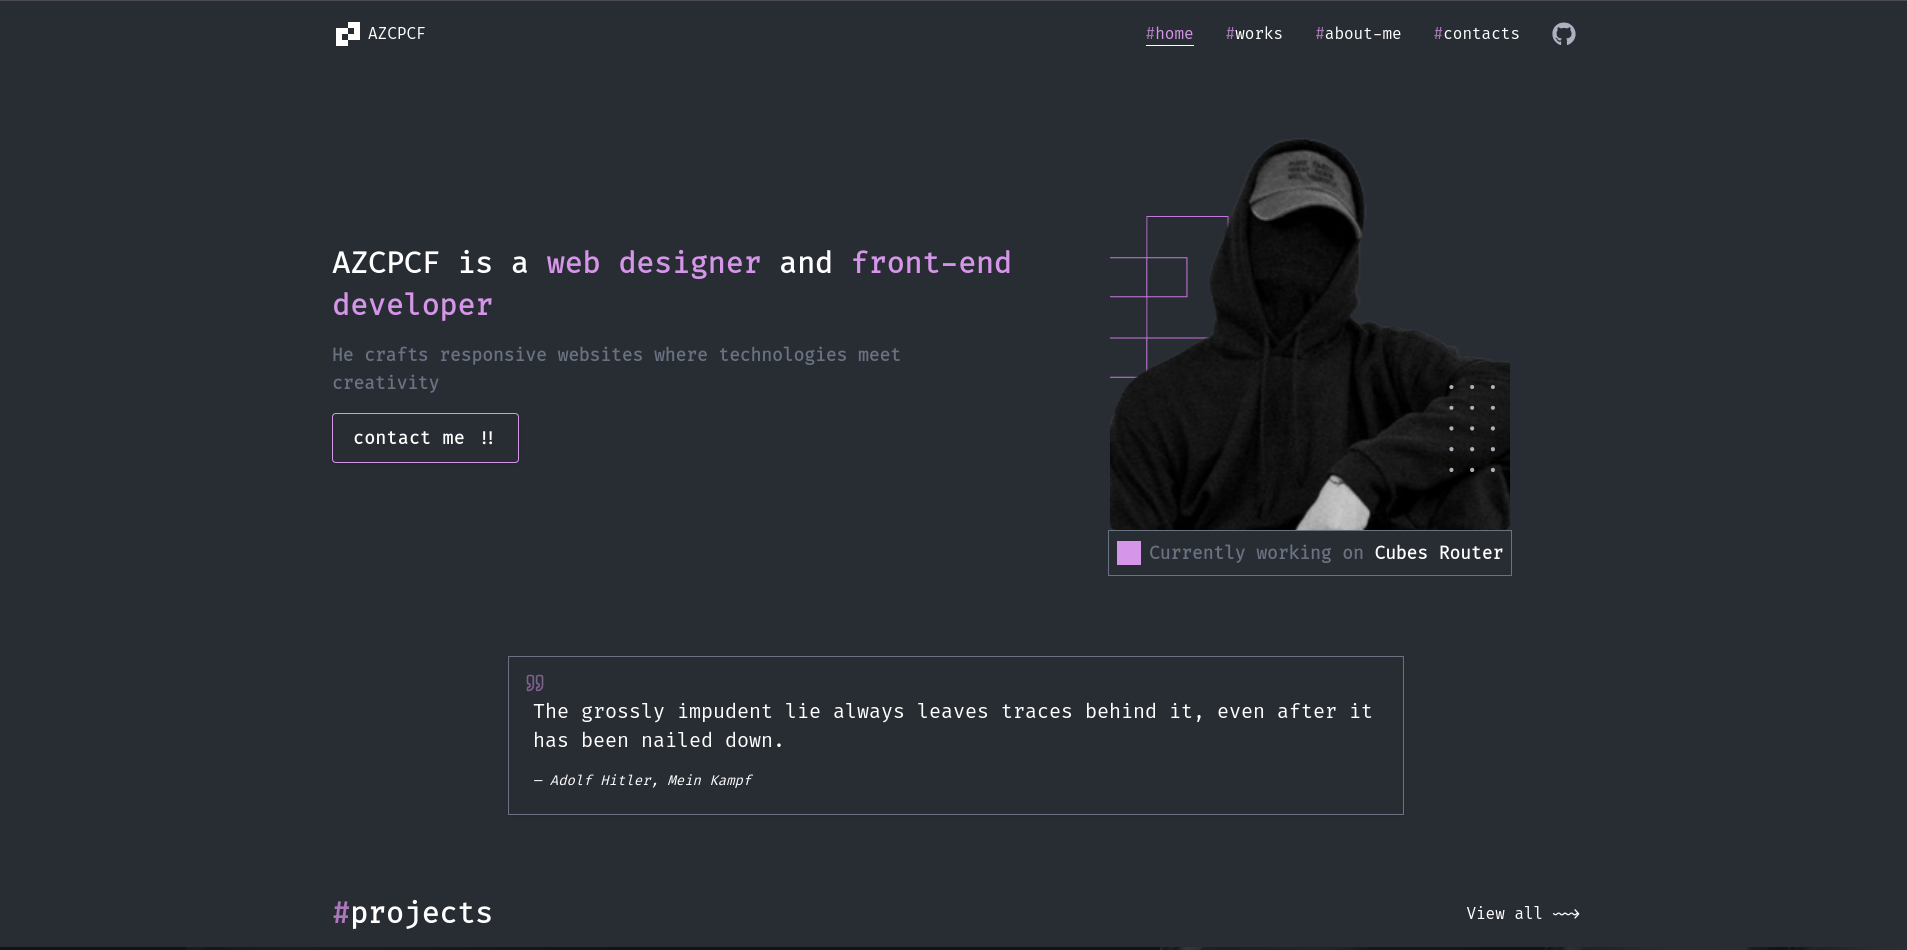 AZCPCF
#home #works #about-me #contacts
AZCPCF is a web designer and front-end
developer
He crafts responsive websites where technologies meet
creativity
contact me !!
Currently working on Cubes Router
The grossly impudent lie always leaves traces behind it, even after it
has been nailed down.
— Adolf Hitler, Mein Kampf
#projects
View all ~~>